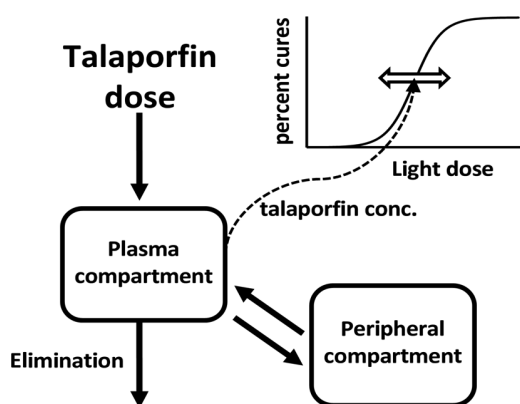 Talaporfin
dose
percent cures
Light dose
talaporfin conc.
Plasma
compartment
Peripheral
compartment
Elimination